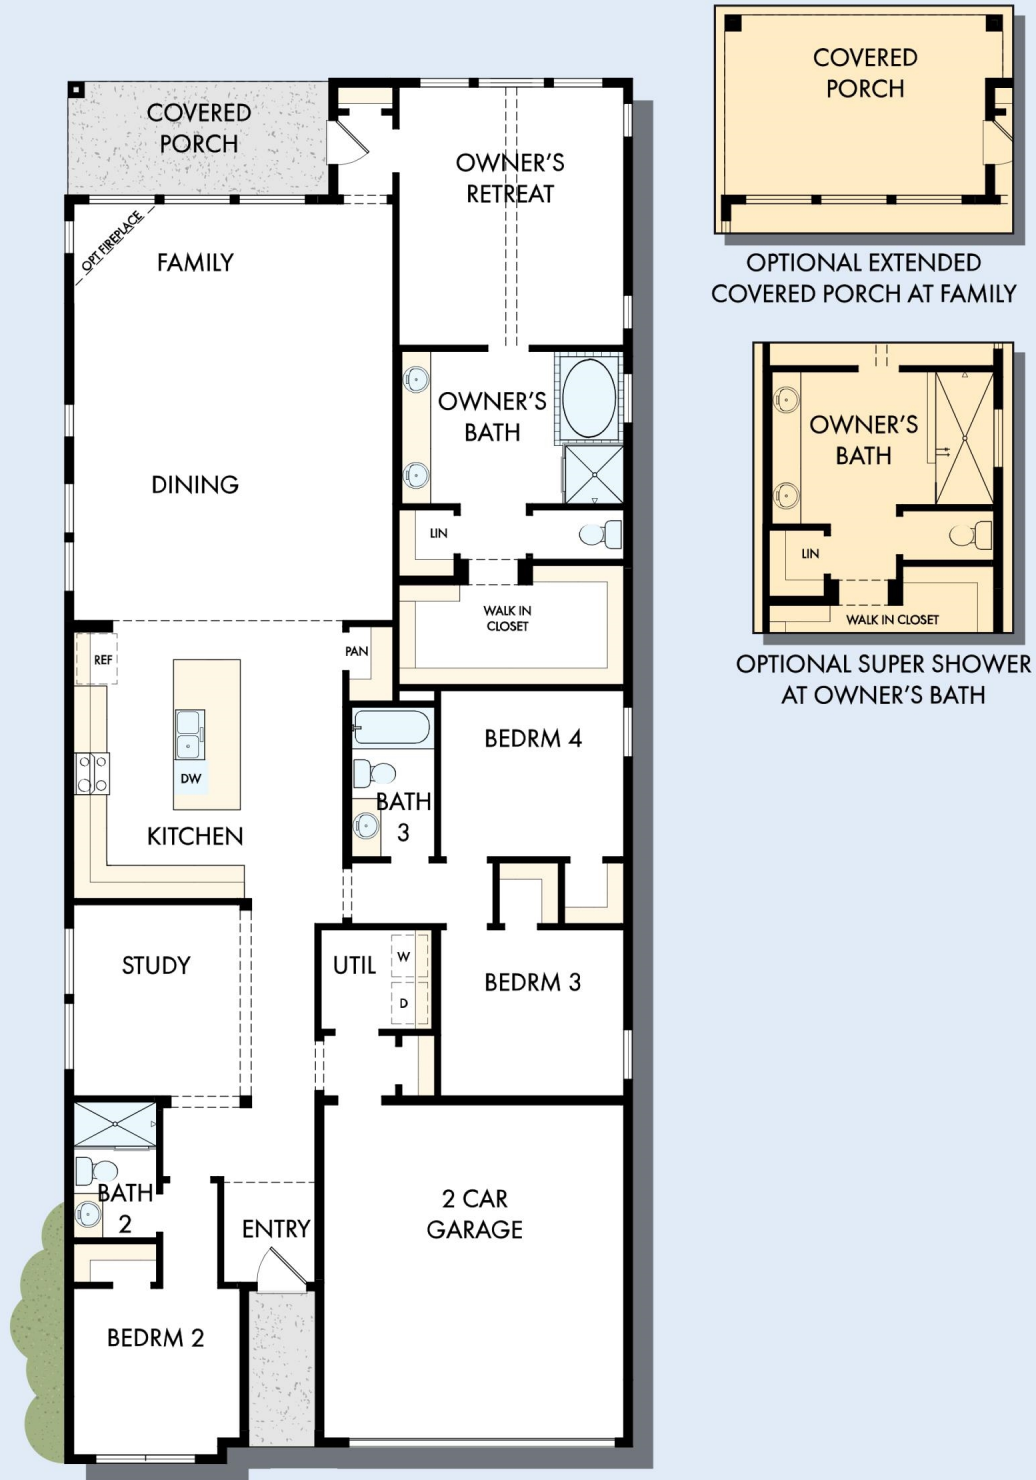 COVERED
PORCH
OWNER'S
RETREAT
OPT FIREPLACE
FAMILY
OWNER'S
BATH
DINING
LIN
WALK IN
CLOSET
REF
PAN
DW
KITCHEN
BEDRM 4
BATH
3
STUDY
UTIL
W
D
BEDRM 3
BATH
2
ENTRY
2 CAR
GARAGE
BEDRM 2
COVERED
PORCH
OPTIONAL EXTENDED
COVERED PORCH AT FAMILY
OWNER'S
BATH
LIN
WALK IN CLOSET
OPTIONAL SUPER SHOWER
AT OWNER'S BATH